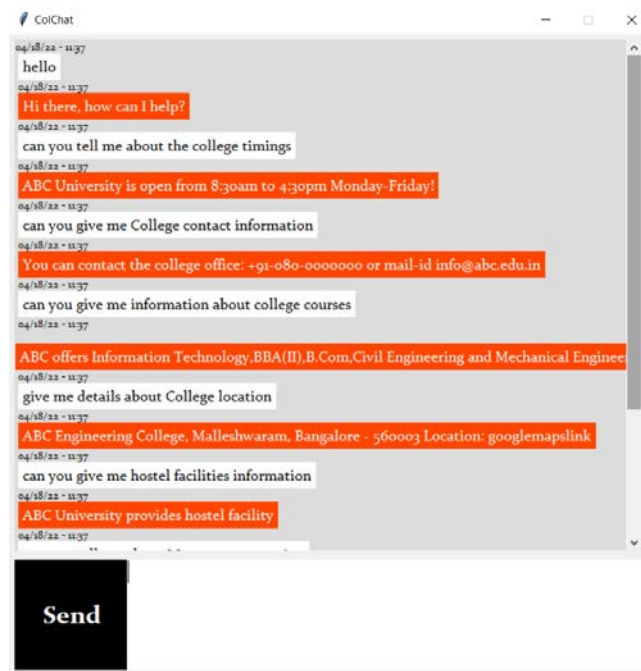 ColChat
04/18/22 - 11:37
hello
04/18/22 - 11:37
Hi there, how can I help?
04/18/22 - 11:37
can you tell me about the college timings
04/18/22 - 11:37
ABC University is open from 8:30am to 4:30pm Monday-Friday!
04/18/22 - 11:37
can you give me College contact information
04/18/22 - 11:37
You can contact the college office: +91-080-0000000 or mail-id info@abc.edu.in
04/18/22 - 11:37
can you give me information about college courses
04/18/22 - 11:37
ABC offers Information Technology,BBA(II),B.Com,Civil Engineering and Mechanical Enginee
04/18/22 - 11:37
give me details about College location
04/18/22 - 11:37
ABC Engineering College, Malleshwaram, Bangalore - 560003 Location: googlemapslink
04/18/22 - 11:37
can you give me hostel facilities information
04/18/22 - 11:37
ABC University provides hostel facility
04/18/22 - 11:37
Send